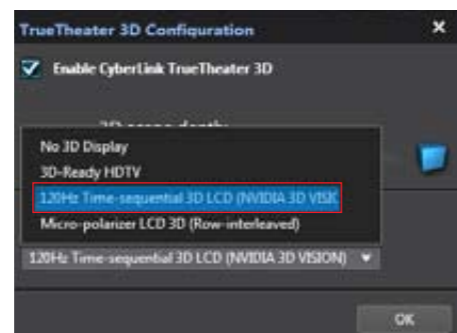 TrueTheater 3D Configuration
Enable CyberLink TrueTheater 3D
No 3D Display
3D-Ready HDTV
120Hz Time-sequential 3D LCD (NVIDIA 3D
Micro-polarizer LCD 3D (Row-interleaved)
120Hz Time-sequential 3D LCD (NVIDIA 3D VISION)
OK